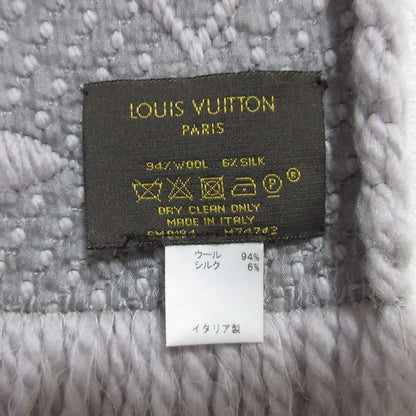 LOUIS VUITTON
PARIS
94%WOOL 6%SILK
P ®
DRY CLEAN ONLY
MADE IN ITALY
M74742
ウール 94%
シルク 6%
イタリア製